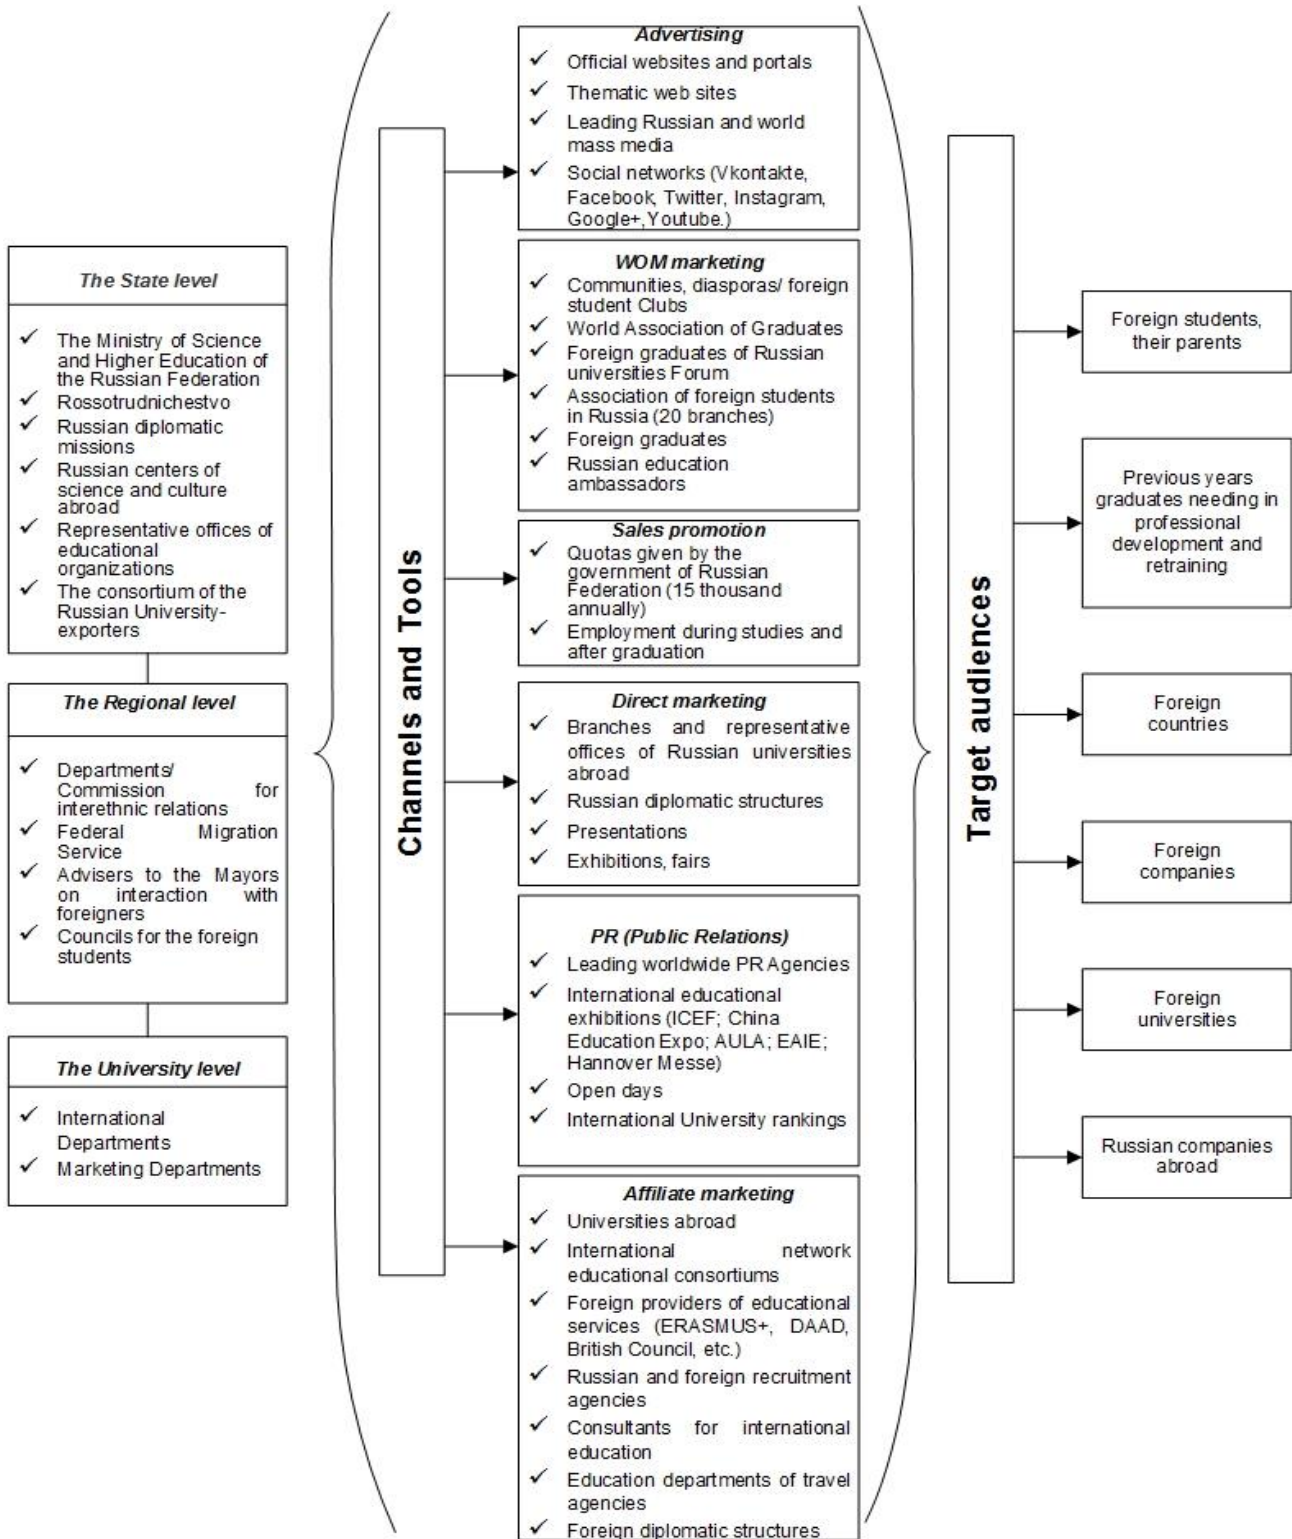 The State level
The Ministry of Science
and Higher Education of
the Russian Federation
Rossotrudnichestvo
Russian diplomatic
missions
Russian centers of
science and culture
abroad
Representative offices of
educational
organizations
The consortium of the
Russian University-
exporters
The Regional level
Departments/
Commission for
interethnic relations
Federal Migration
Service
Advisers to the Mayors
on interaction with
foreigners
Councils for the foreign
students
The University level
International
Departments
Marketing Departments
Channels and Tools
Advertising
Official websites and portals
Thematic web sites
Leading Russian and world
mass media
Social networks (Vkontakte,
Facebook, Twitter, Instagram,
Google+,Youtube.)
WOM marketing
Communities, diasporas/ foreign
student Clubs
World Association of Graduates
Foreign graduates of Russian
universities Forum
Association of foreign students
in Russia (20 branches)
Foreign graduates
Russian education
ambassadors
Sales promotion
Quotas given by the
government of Russian
Federation (15 thousand
annually)
Employment during studies and
after graduation
Direct marketing
Branches and representative
offices of Russian universities
abroad
Russian diplomatic structures
Presentations
Exhibitions, fairs
PR (Public Relations)
Leading worldwide PR Agencies
International educational
exhibitions (ICEF; China
Education Expo; AULA; EAIE;
Hannover Messe)
Open days
International University rankings
Affiliate marketing
Universities abroad
International network
educational consortiums
Foreign providers of educational
services (ERASMUS+, DAAD,
British Council, etc.)
Russian and foreign recruitment
agencies
Consultants for international
education
Education departments of travel
agencies
Foreign diplomatic structures
Target audiences
Foreign students,
their parents
Previous years
graduates needing in
professional
development and
retraining
Foreign
countries
Foreign
companies
Foreign
universities
Russian companies
abroad